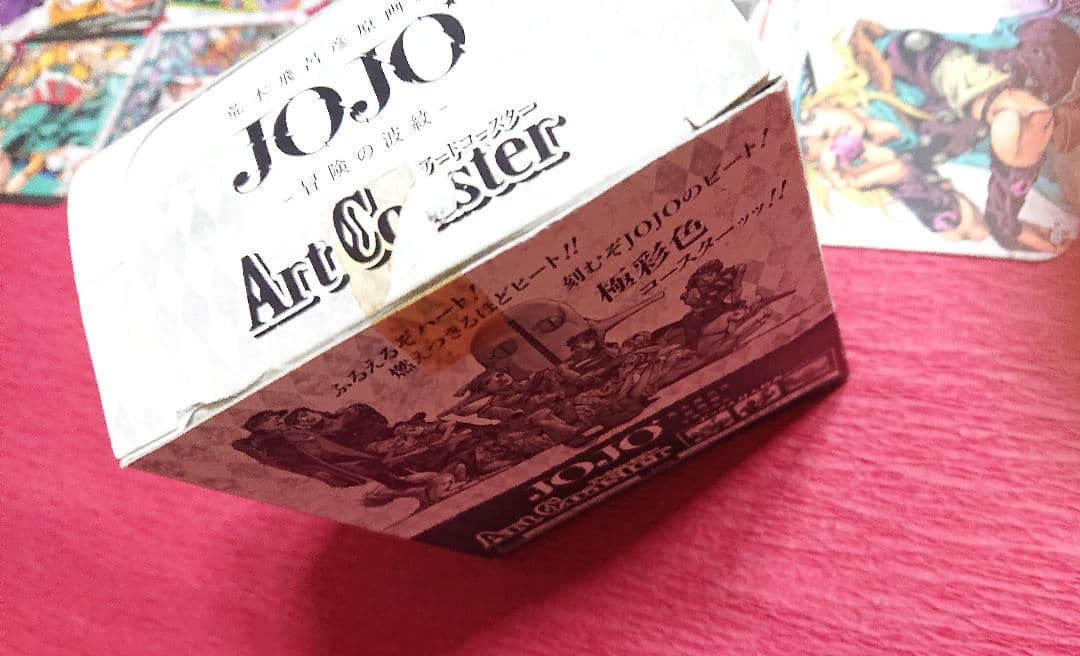 荒木飛呂彦原画
JOJO
-冒険の波紋-
アートコースター
Art Coaster
ふるえるぞハート!
燃えつきるほどヒート!!
刻むぞJOJOのビート!
極彩色
コースターッッ!!
JOJO
Art Coaster